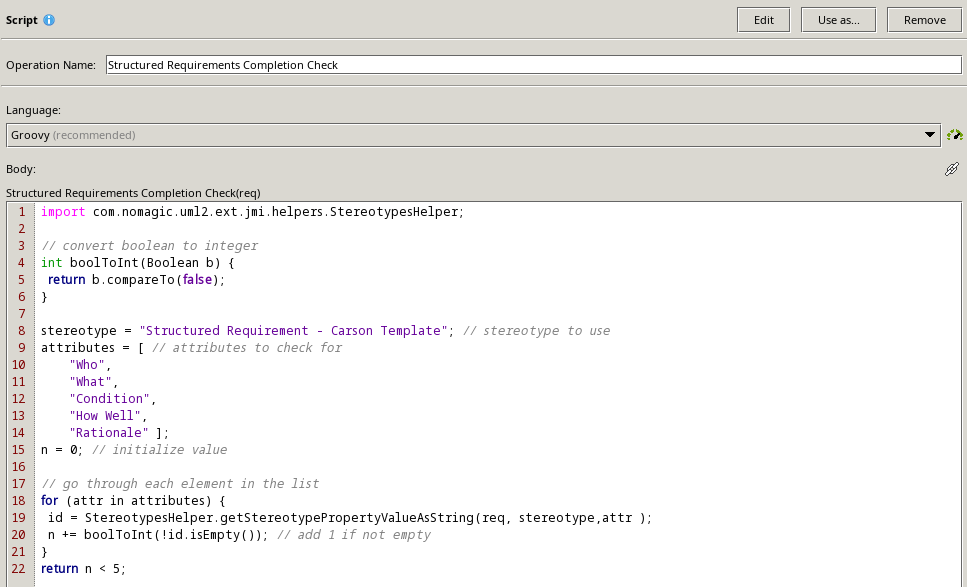 Script
Edit
Use as...
Remove
Operation Name: Structured Requirements Completion Check
Language:
Groovy (recommended)
Body:
Structured Requirements Completion Check(req)
1 import com.nomagic.uml2.ext.jmi.helpers.StereotypesHelper;
2
3 // convert boolean to integer
4 int boolToInt(Boolean b) {
5  return b.compareTo(false);
6 }
7
8 stereotype = "Structured Requirement - Carson Template"; // stereotype to use
9 attributes = [ // attributes to check for
10     "Who",
11     "What",
12     "Condition",
13     "How Well",
14     "Rationale" ];
15 n = 0; // initialize value
16
17 // go through each element in the list
18 for (attr in attributes) {
19  id = StereotypesHelper.getStereotypePropertyValueAsString(req, stereotype,attr );
20  n += boolToInt(!id.isEmpty()); // add 1 if not empty
21 }
22 return n < 5;